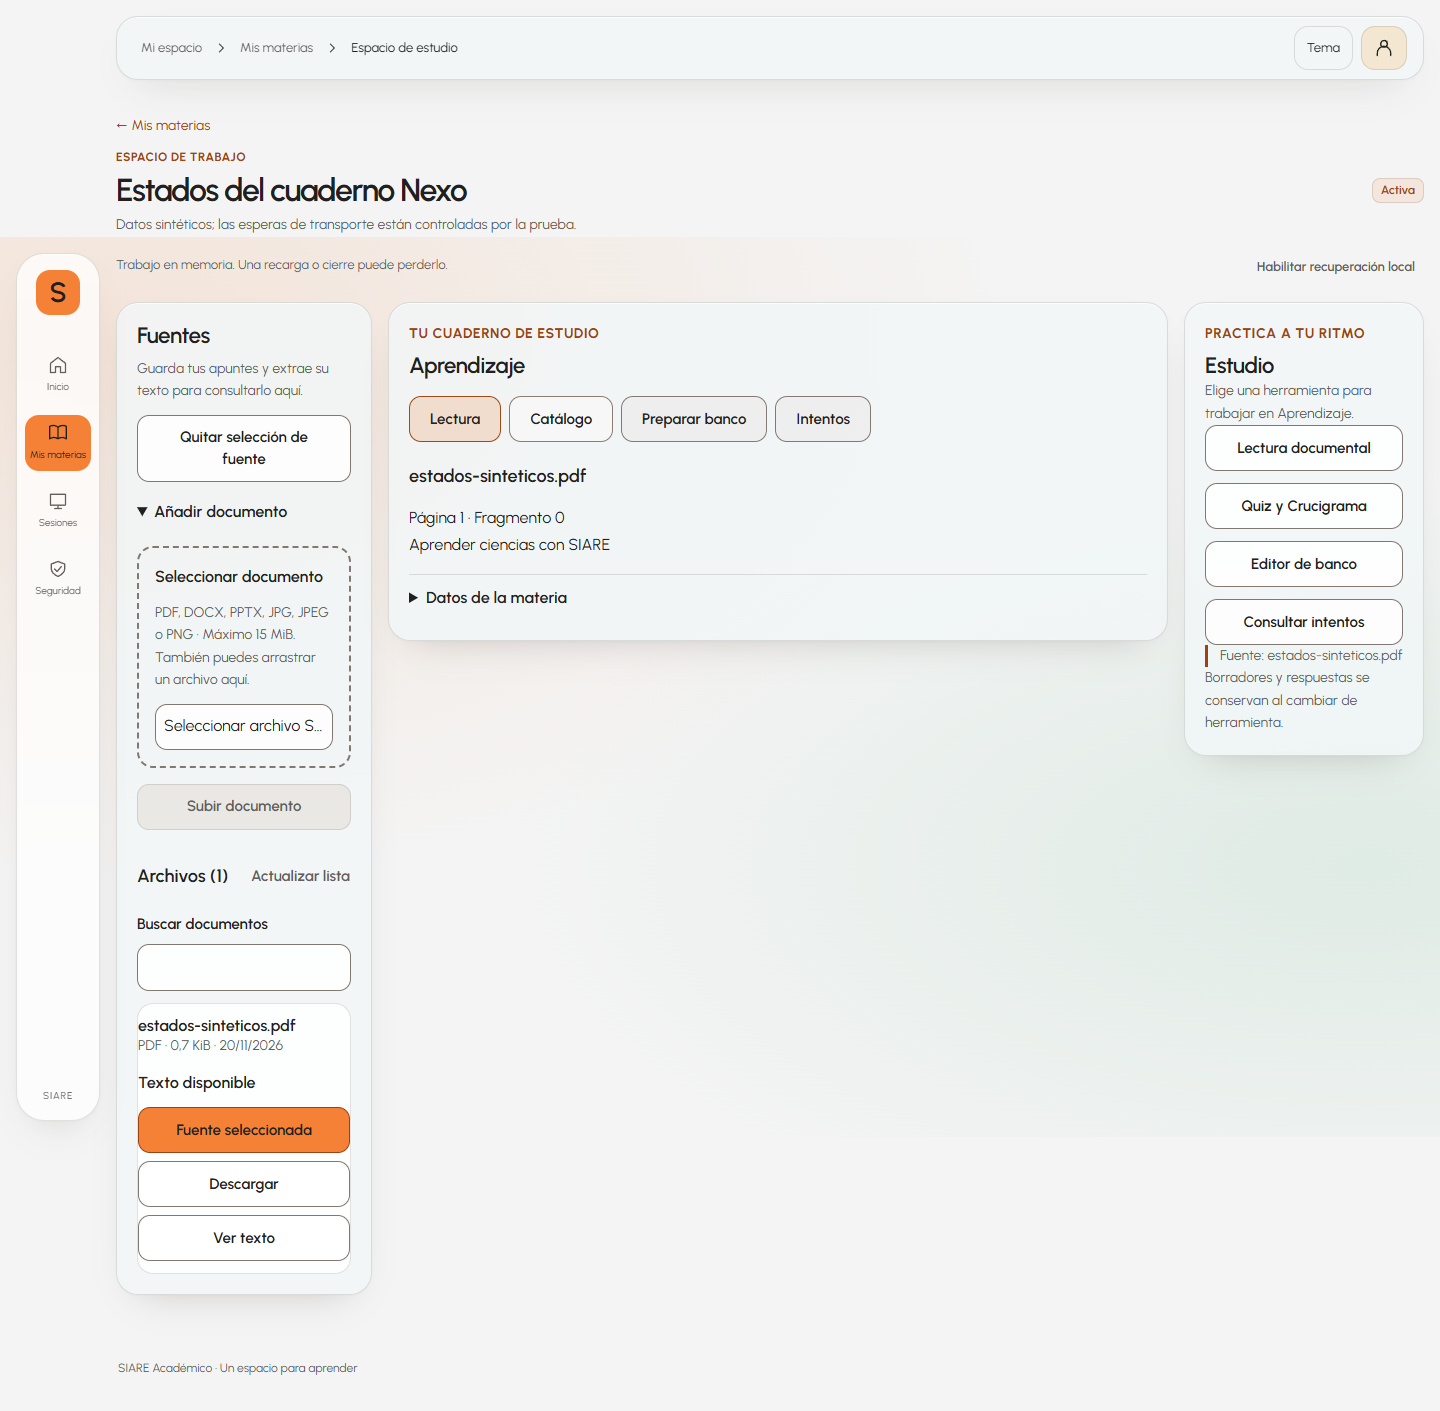 Mi espacio
Mis materias
Espacio de estudio
Tema
← Mis materias
ESPACIO DE TRABAJO
Estados del cuaderno Nexo
Activa
Datos sintéticos; las esperas de transporte están controladas por la prueba.
Trabajo en memoria. Una recarga o cierre puede perderlo.
Habilitar recuperación local
S
Inicio
Mis materias
Sesiones
Seguridad
SIARE
Fuentes
Guarda tus apuntes y extrae su
texto para consultarlo aquí.
Quitar selección de
fuente
Añadir documento
Seleccionar documento
PDF, DOCX, PPTX, JPG, JPEG
o PNG · Máximo 15 MiB.
También puedes arrastrar
un archivo aquí.
Seleccionar archivo S...
Subir documento
Archivos (1)
Actualizar lista
Buscar documentos
estados-sinteticos.pdf
PDF · 0,7 KiB · 20/11/2026
Texto disponible
Fuente seleccionada
Descargar
Ver texto
TU CUADERNO DE ESTUDIO
Aprendizaje
Lectura
Catálogo
Preparar banco
Intentos
estados-sinteticos.pdf
Página 1 · Fragmento 0
Aprender ciencias con SIARE
Datos de la materia
PRACTICA A TU RITMO
Estudio
Elige una herramienta para
trabajar en Aprendizaje.
Lectura documental
Quiz y Crucigrama
Editor de banco
Consultar intentos
Fuente: estados-sinteticos.pdf
Borradores y respuestas se
conservan al cambiar de
herramienta.
SIARE Académico · Un espacio para aprender